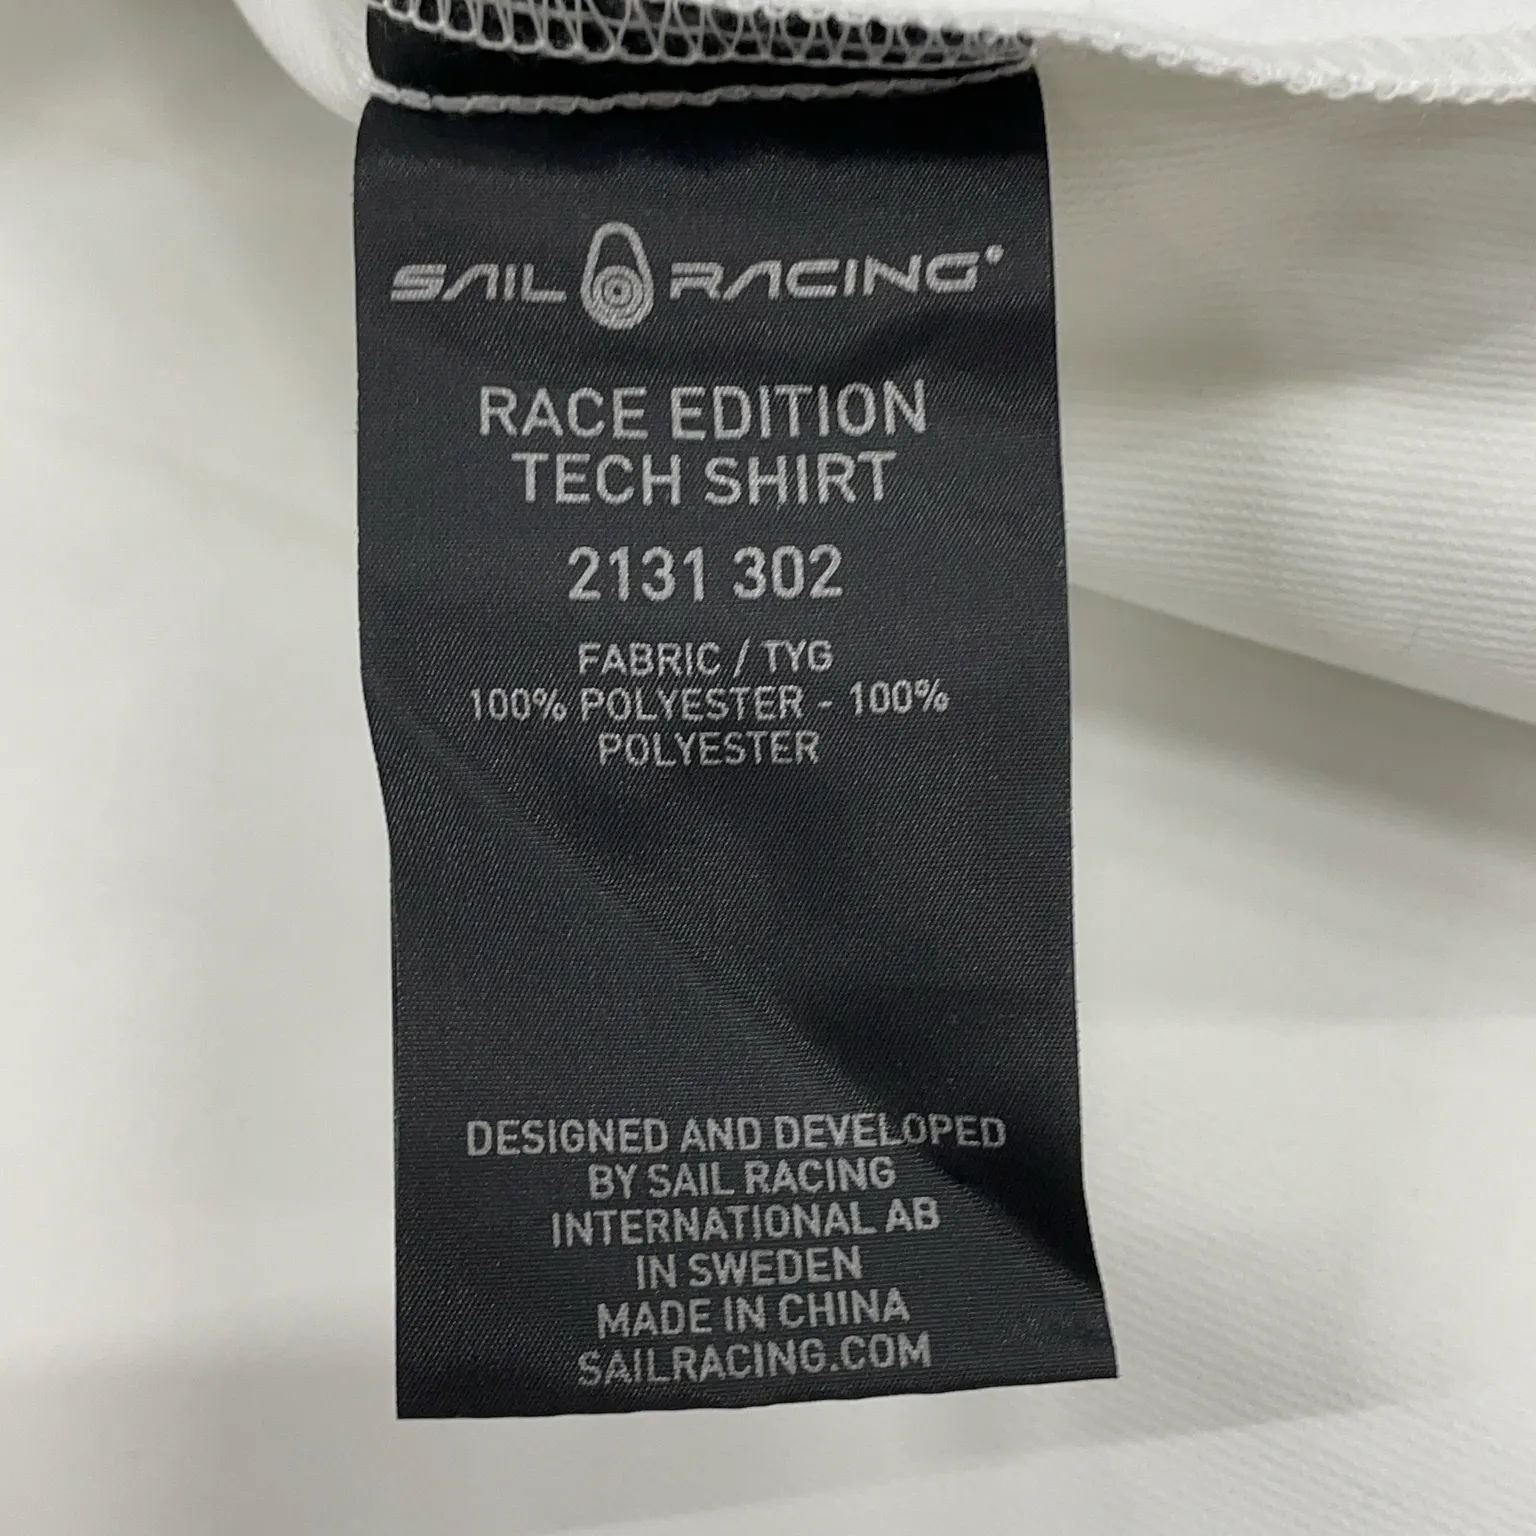 SAIL RACING
RACE EDITION
TECH SHIRT
2131 302
FABRIC / TYG
100% POLYESTER - 100%
POLYESTER
DESIGNED AND DEVELOPED
BY SAIL RACING
INTERNATIONAL AB
IN SWEDEN
MADE IN CHINA
SAILRACING.COM